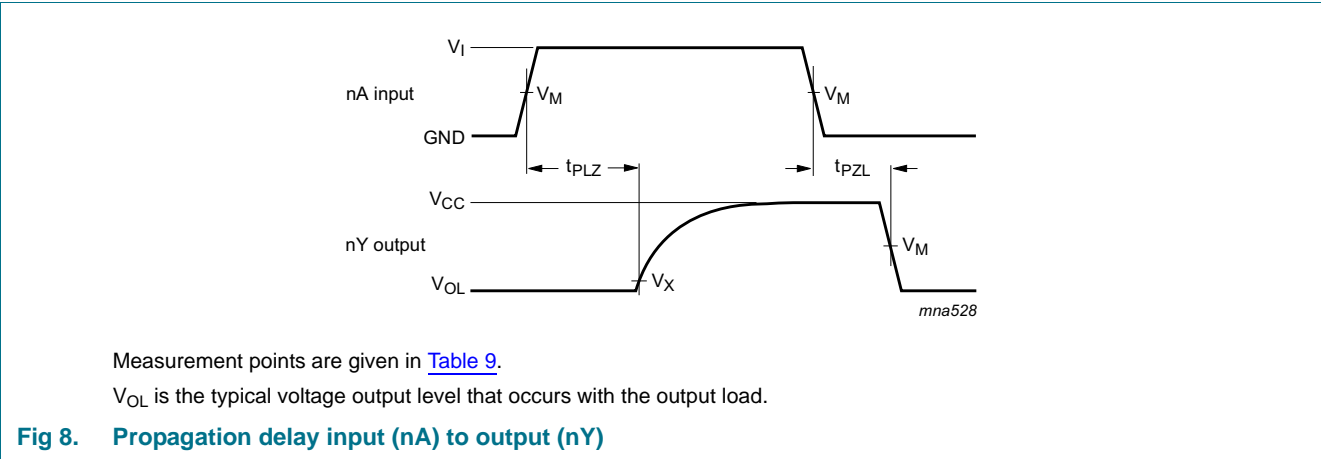 V_I
nA input
V_M
V_M
GND
t_PLZ
t_PZL
V_CC
nY output
V_M
V_OL
V_X
mna528
Measurement points are given in Table 9.
V_OL is the typical voltage output level that occurs with the output load.
Fig 8. Propagation delay input (nA) to output (nY)